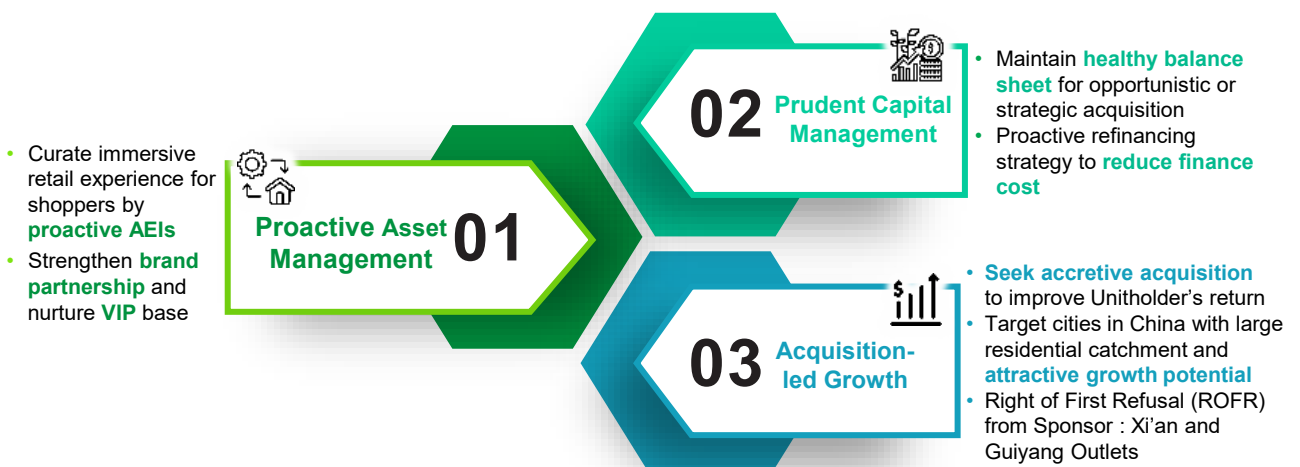 • Curate immersive
retail experience for
shoppers by
proactive AEIs
• Strengthen brand
partnership and
nurture VIP base
Proactive Asset
Management
01
02
Prudent Capital
Management
• Maintain healthy balance
sheet for opportunistic or
strategic acquisition
• Proactive refinancing
strategy to reduce finance
cost
03
Acquisition-
led Growth
$
• Seek accretive acquisition
to improve Unitholder’s return
• Target cities in China with large
residential catchment and
attractive growth potential
• Right of First Refusal (ROFR)
from Sponsor : Xi’an and
Guiyang Outlets